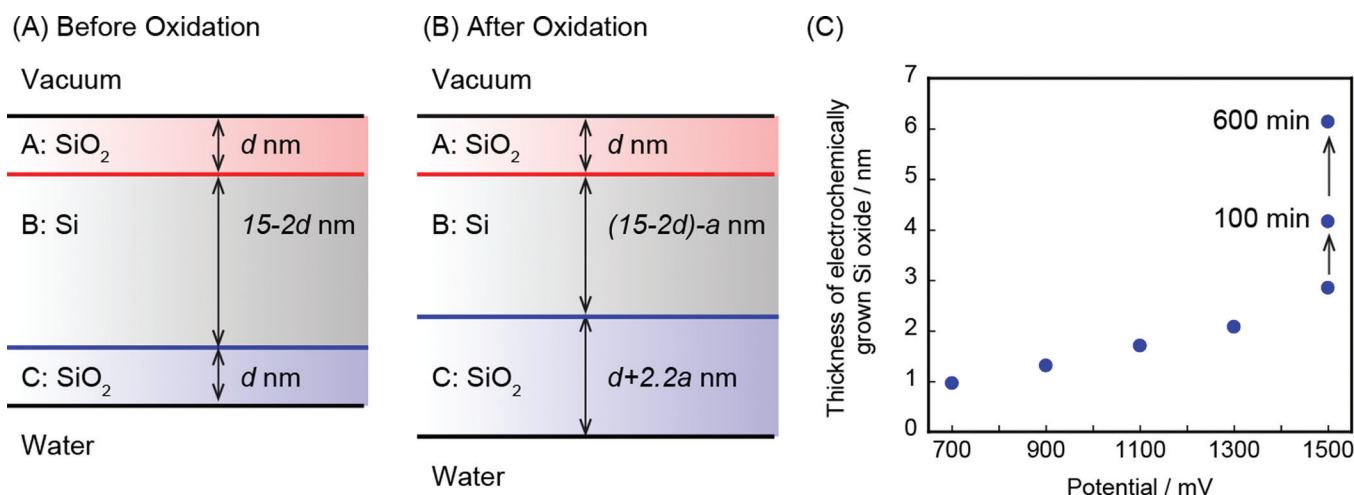 (A) Before Oxidation
Vacuum
A: SiO₂
d nm
B: Si
15-2d nm
C: SiO₂
d nm
Water
(B) After Oxidation
Vacuum
A: SiO₂
d nm
B: Si
(15-2d)-a nm
C: SiO₂
d+2.2a nm
Water
(C)
Thickness of electrochemically
grown Si oxide / nm
7
6
5
4
3
2
1
0
600 min
100 min
700 900 1100 1300 1500
Potential / mV